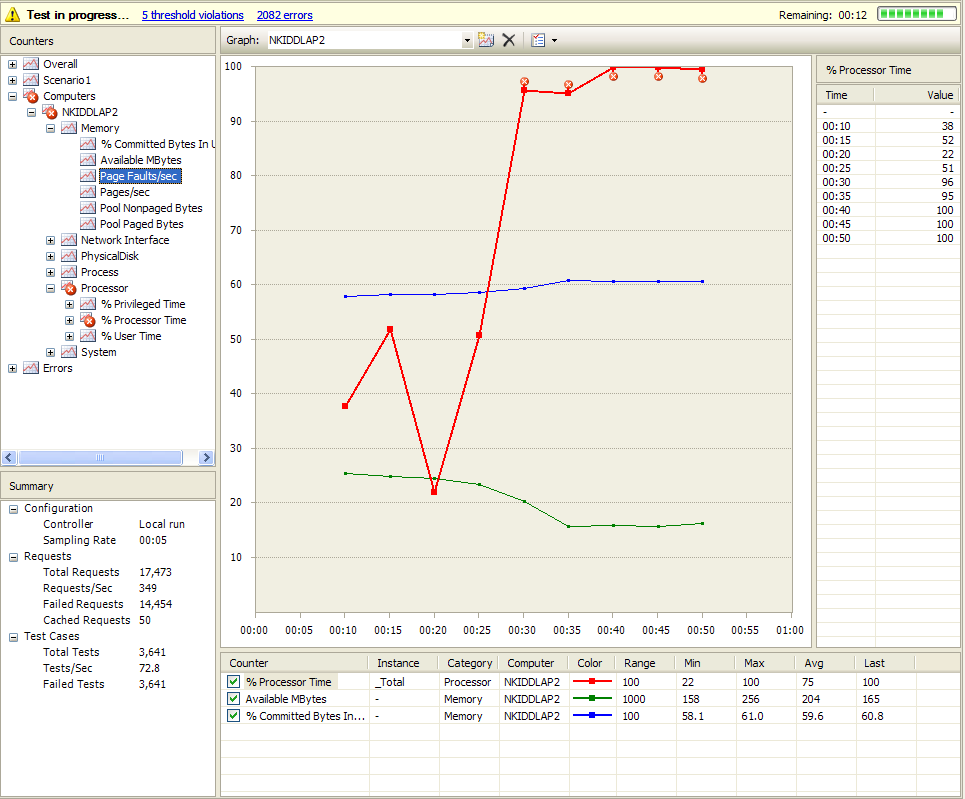 Test in progress... 5 threshold violations 2082 errors Remaining: 00:12
Counters
Overall
Scenario1
Computers
NKIDDLAP2
Memory
% Committed Bytes In U
Available MBytes
Page Faults/sec
Pages/sec
Pool Nonpaged Bytes
Pool Paged Bytes
Network Interface
PhysicalDisk
Process
Processor
% Privileged Time
% Processor Time
% User Time
System
Errors
Summary
Configuration
Controller Local run
Sampling Rate 00:05
Requests
Total Requests 17,473
Requests/Sec 349
Failed Requests 14,454
Cached Requests 50
Test Cases
Total Tests 3,641
Tests/Sec 72.8
Failed Tests 3,641
Graph: NKIDDLAP2
100
90
80
70
60
50
40
30
20
10
00:00 00:05 00:10 00:15 00:20 00:25 00:30 00:35 00:40 00:45 00:50 00:55 01:00
% Processor Time
Time Value
- -
00:10 38
00:15 52
00:20 22
00:25 51
00:30 96
00:35 95
00:40 100
00:45 100
00:50 100
Counter Instance Category Computer Color Range Min Max Avg Last
% Processor Time _Total Processor NKIDDLAP2 100 22 100 75 100
Available MBytes - Memory NKIDDLAP2 1000 158 256 204 165
% Committed Bytes In... - Memory NKIDDLAP2 100 58.1 61.0 59.6 60.8